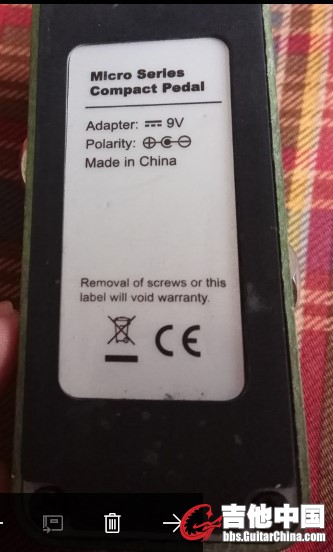 Micro Series
Compact Pedal
Adapter: ⎓ 9V
Polarity: ⊕-C-⊖
Made in China
Removal of screws or this
label will void warranty.
CE
吉他中国
bbs.GuitarChina.com